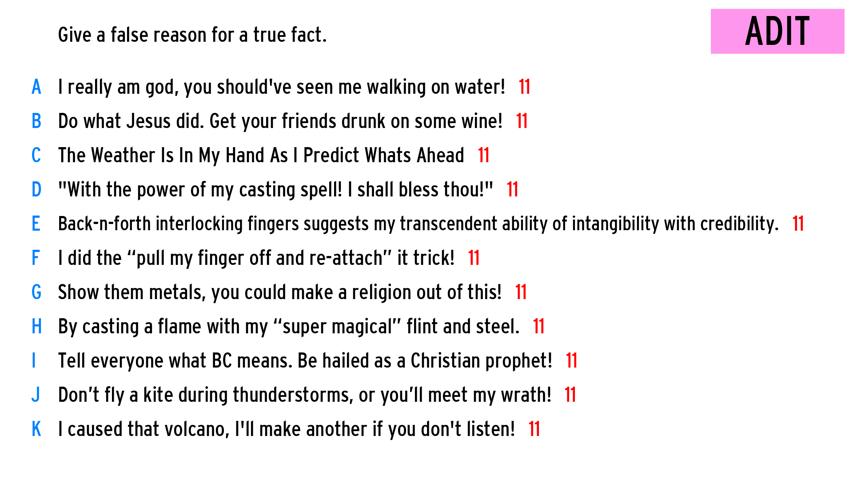 Give a false reason for a true fact.
ADIT
A I really am god, you should've seen me walking on water! 11
B Do what Jesus did. Get your friends drunk on some wine! 11
C The Weather Is In My Hand As I Predict Whats Ahead 11
D "With the power of my casting spell! I shall bless thou!" 11
E Back-n-forth interlocking fingers suggests my transcendent ability of intangibility with credibility. 11
F I did the “pull my finger off and re-attach” it trick! 11
G Show them metals, you could make a religion out of this! 11
H By casting a flame with my “super magical” flint and steel. 11
I Tell everyone what BC means. Be hailed as a Christian prophet! 11
J Don’t fly a kite during thunderstorms, or you’ll meet my wrath! 11
K I caused that volcano, I'll make another if you don't listen! 11